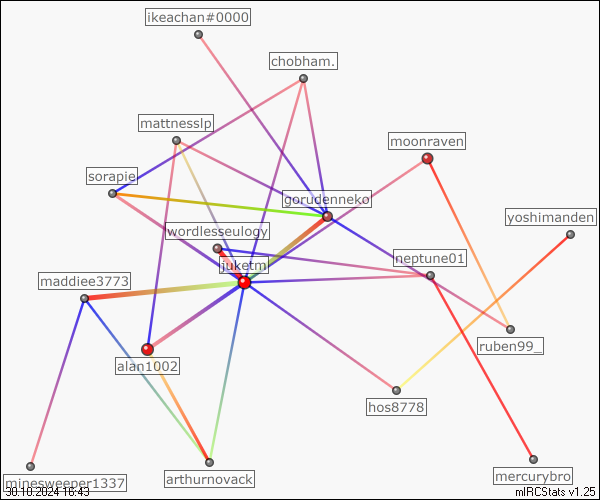 ikeachan#0000
chobham.
mattnesslp
moonraven
sorapie
gorudenneko
yoshimanden
wordlesseulogy
juketm
neptune01
maddiee3773
ruben99_
alan1002
hos8778
arthurnovack
minesweeper1337
mercurybro
30.10.2024 16:43
mIRCStats v1.25